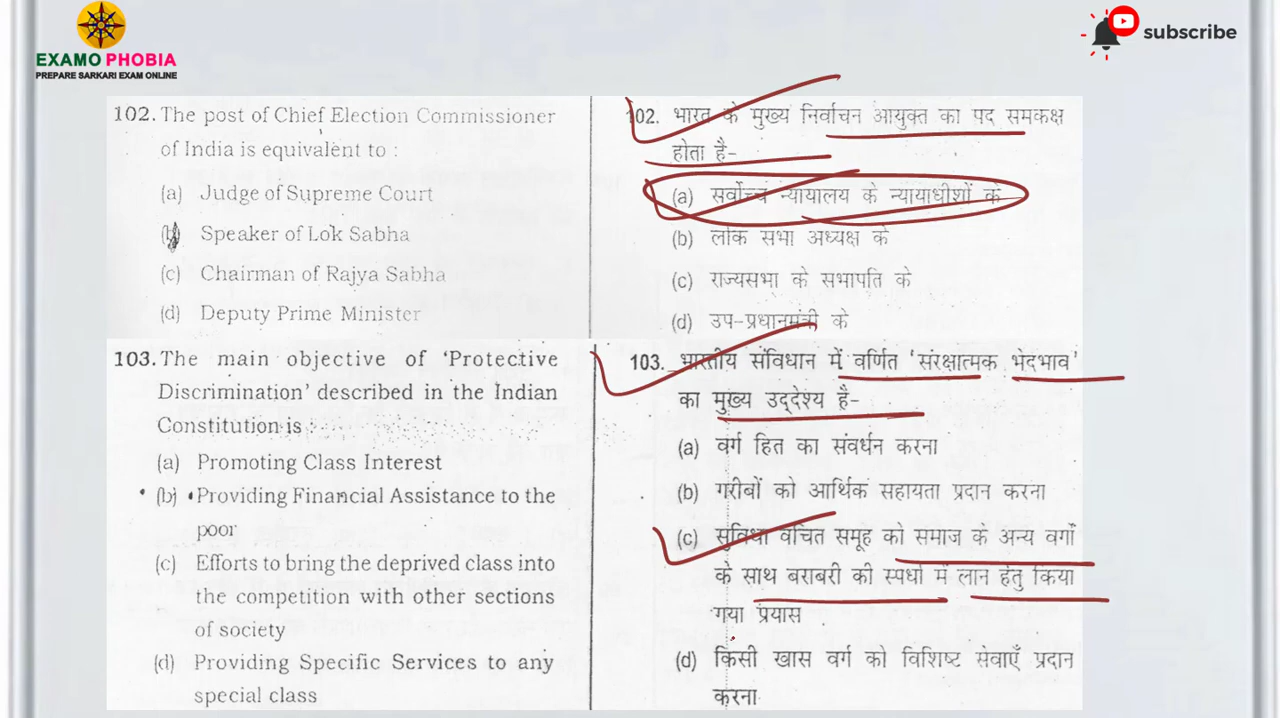 EXAMO PHOBIA
PREPARE SARKARI EXAM ONLINE
subscribe
102. The post of Chief Election Commissioner
of India is equivalent to :
(a) Judge of Supreme Court
(b) Speaker of Lok Sabha
(c) Chairman of Rajya Sabha
(d) Deputy Prime Minister
103. The main objective of 'Protective
Discrimination' described in the Indian
Constitution is :
(a) Promoting Class Interest
(b) Providing Financial Assistance to the
poor
(c) Efforts to bring the deprived class into
the competition with other sections
of society
(d) Providing Specific Services to any
special class
102. भारत के मुख्य निर्वाचन आयुक्त का पद समकक्ष
होता है-
(a) सर्वोच्च न्यायालय के न्यायाधीशों के
(b) लोक सभा अध्यक्ष के
(c) राज्यसभा के सभापति के
(d) उप-प्रधानमंत्री के
103. भारतीय संविधान में वर्णित 'संरक्षात्मक भेदभाव'
का मुख्य उद्देश्य है-
(a) वर्ग हित का संवर्धन करना
(b) गरीबों को आर्थिक सहायता प्रदान करना
(c) सुविधा वंचित समूह को समाज के अन्य वर्गों
के साथ बराबरी की स्पर्धा में लाने हेतु किया
गया प्रयास
(d) किसी खास वर्ग को विशिष्ट सेवाएँ प्रदान
करना